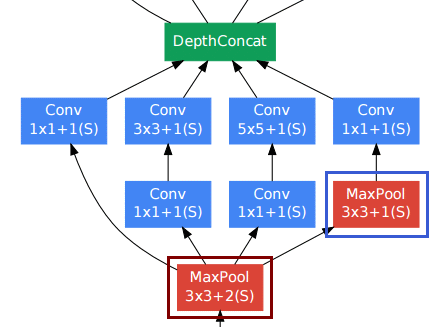 DepthConcat
Conv
1x1+1(S)
Conv
3x3+1(S)
Conv
5x5+1(S)
Conv
1x1+1(S)
Conv
1x1+1(S)
Conv
1x1+1(S)
MaxPool
3x3+1(S)
MaxPool
3x3+2(S)